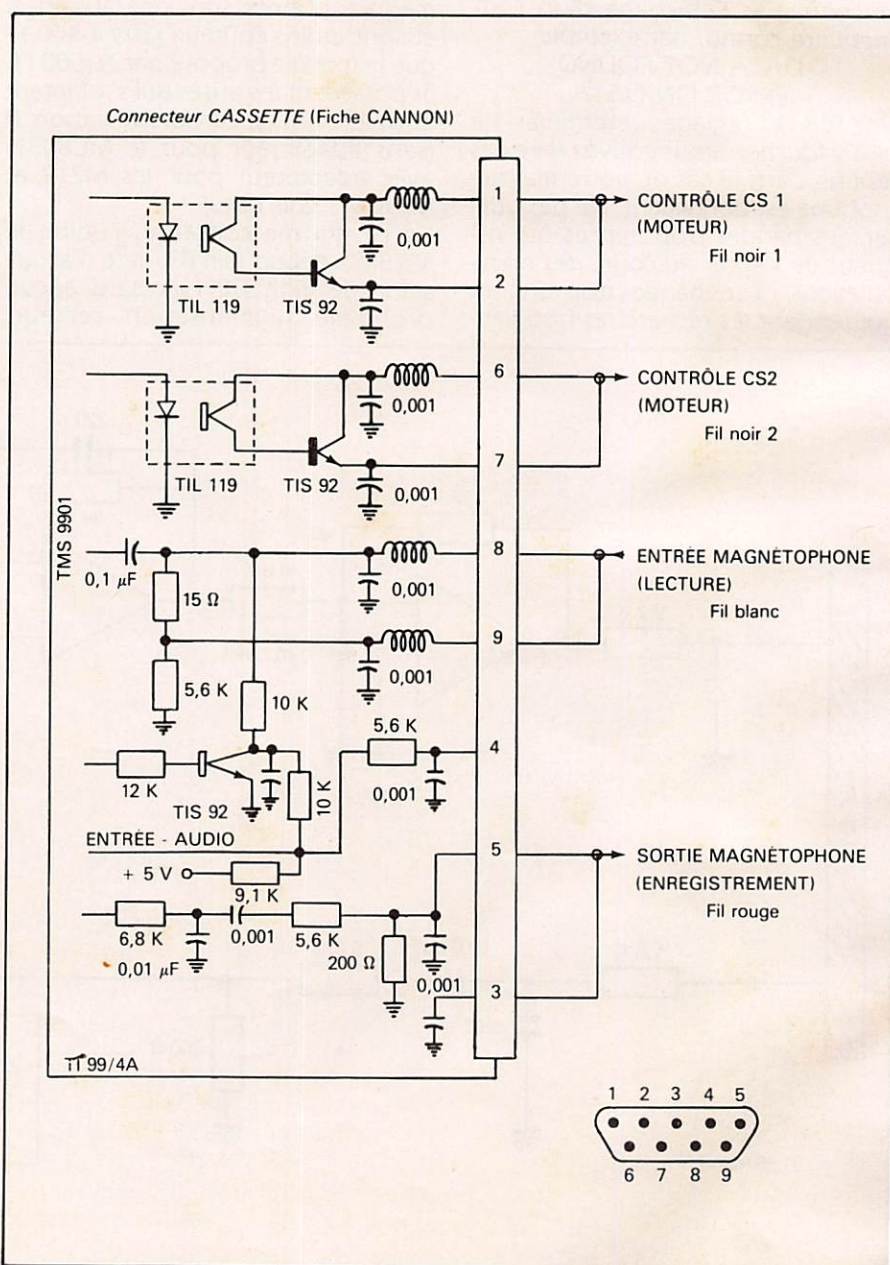 Connecteur CASSETTE (Fiche CANNON)
1
CONTRÔLE CS 1
(MOTEUR)
Fil noir 1
0,001
TIL 119
TIS 92
0,001
2
6
CONTRÔLE CS2
(MOTEUR)
Fil noir 2
0,001
TIL 119
TIS 92
0,001
7
TMS 9901
0,1 µF
8
ENTRÉE MAGNÉTOPHONE
(LECTURE)
Fil blanc
0,001
15 Ω
9
0,001
5,6 K
10 K
5,6 K
4
0,001
12 K
TIS 92
10 K
ENTRÉE - AUDIO
+ 5 V
9,1 K
5
SORTIE MAGNÉTOPHONE
(ENREGISTREMENT)
Fil rouge
6,8 K
0,01 µF
0,001
5,6 K
200 Ω
0,001
3
TI 99/4A
1 2 3 4 5
6 7 8 9